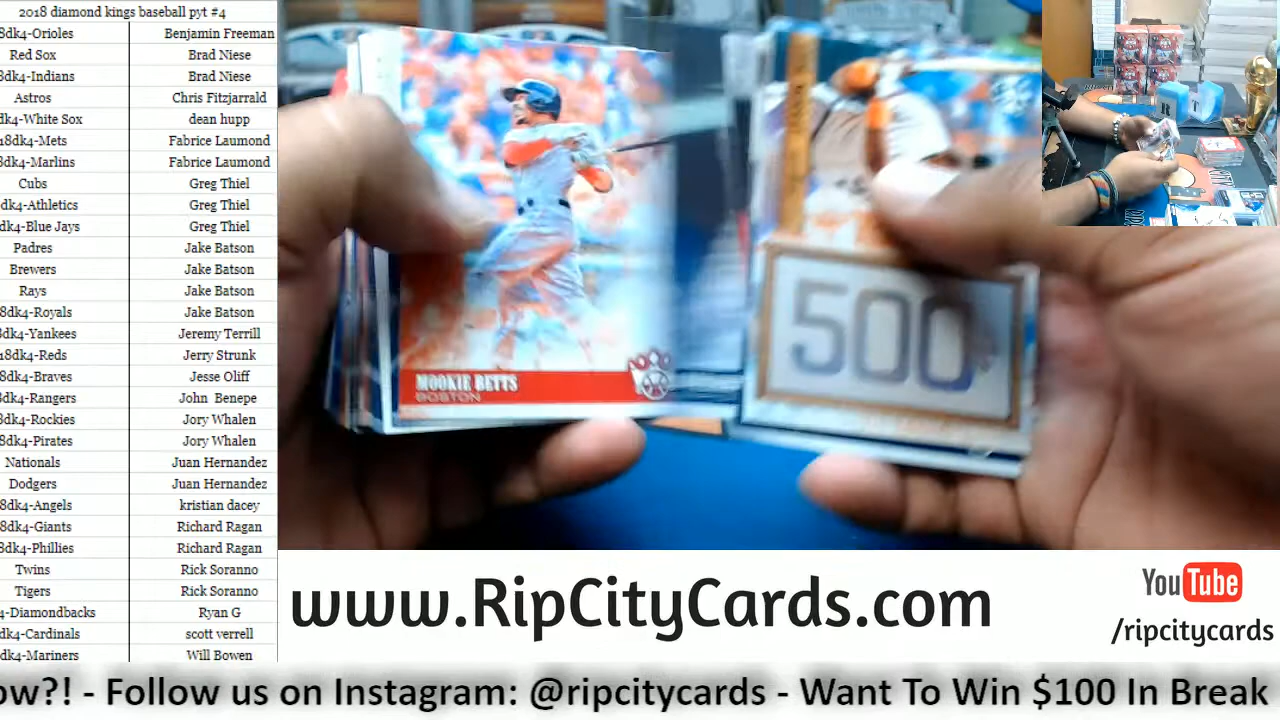 2018 diamond kings baseball pyt #4
8dk4-Orioles Benjamin Freeman
Red Sox Brad Niese
8dk4-Indians Brad Niese
Astros Chris Fitzjarrald
dk4-White Sox dean hupp
18dk4-Mets Fabrice Laumond
8dk4-Marlins Fabrice Laumond
Cubs Greg Thiel
dk4-Athletics Greg Thiel
dk4-Blue Jays Greg Thiel
Padres Jake Batson
Brewers Jake Batson
Rays Jake Batson
8dk4-Royals Jake Batson
8dk4-Yankees Jeremy Terrill
18dk4-Reds Jerry Strunk
8dk4-Braves Jesse Oliff
8dk4-Rangers John Benepe
8dk4-Rockies Jory Whalen
8dk4-Pirates Jory Whalen
Nationals Juan Hernandez
Dodgers Juan Hernandez
8dk4-Angels kristian dacey
8dk4-Giants Richard Ragan
8dk4-Phillies Richard Ragan
Twins Rick Soranno
Tigers Rick Soranno
4-Diamondbacks Ryan G
dk4-Cardinals scott verrell
dk4-Mariners Will Bowen
MOOKIE BETTS
BOSTON
500
www.RipCityCards.com
YouTube
/ripcitycards
ow?! - Follow us on Instagram: @ripcitycards - Want To Win $100 In Break